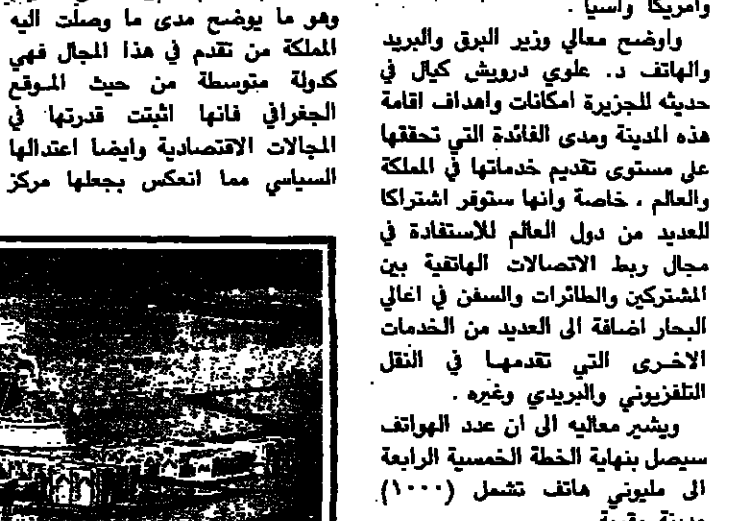 وامريكا واسيا .
واوضح معالي وزير البرق والبريد
والهاتف د. علوي درويش كيال في
حديثه للجزيرة امكانات واهداف اقامة
هذه المدينة ومدى الفائدة التي تحققها
على مستوى تقديم خدماتها في المملكة
والعالم ، خاصة وانها ستوفر اشتراكا
للعديد من دول العالم للاستفادة في
مجال ربط الاتصالات الهاتفية بين
المشتركين والطائرات والسفن في اعالي
البحار اضافة الى العديد من الخدمات
الاخـرى التي تقدمهـا في النقل
التلفزيوني والبريدي وغيره .
ويشير معاليه الى ان عدد الهواتف
سيصل بنهاية الخطة الخمسية الرابعة
الى مليوني هاتف تشمل (١٠٠٠)
مدينة وقرية
وهو ما يوضح مدى ما وصلت اليه
المملكة من تقدم في هذا المجال فهي
كدولة متوسطة من حيث المـوقع
الجغرافي فانها اثبتت قدرتها في
المجالات الاقتصادية وايضا اعتدالها
السياسي مما انعكس بجعلها مركز